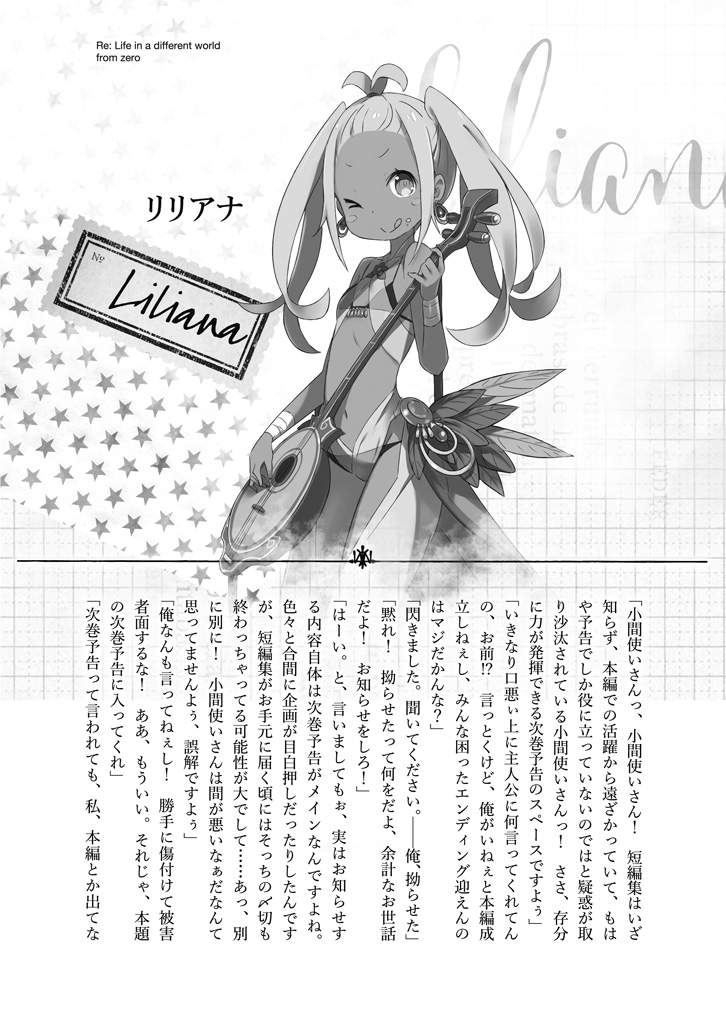 Re: Life in a different world
from zero
Liliana
リリアナ
№
Liliana
「小間使いさんっ、小間使いさん！　短編集はいざ
知らず、本編での活躍から遠ざかっていて、もは
や予告でしか役に立っていないのではと疑惑が取
り沙汰されている小間使いさんっ！　ささ、存分
に力が発揮できる次巻予告のスペースですよぅ」
「いきなり口悪ぃ上に主人公に何言ってくれてん
の、お前!?　言っとくけど、俺がいねぇと本編成
立しねぇし、みんな困ったエンディング迎えんの
はマジだかんな？」
「閃きました。聞いてください。――俺、拗らせた」
「黙れ！　拗らせたって何をだよ、余計なお世話
だよ！　お知らせをしろ！」
「はーい。と、言いましてもぉ、実はお知らせす
る内容自体は次巻予告がメインなんですよね。
色々と合間に企画が目白押しだったりしたんです
が、短編集がお手元に届く頃にはそっちの〆切も
終わっちゃってる可能性が大でして……あっ、別
に別に！　小間使いさんは間が悪いなぁだなんて
思ってませんよぅ、誤解ですよぅ」
「俺なんも言ってねぇし！　勝手に傷付けて被害
者面するな！　ああ、もういい。それじゃ、本題
の次巻予告に入ってくれ」
「次巻予告って言われても、私、本編とか出てな